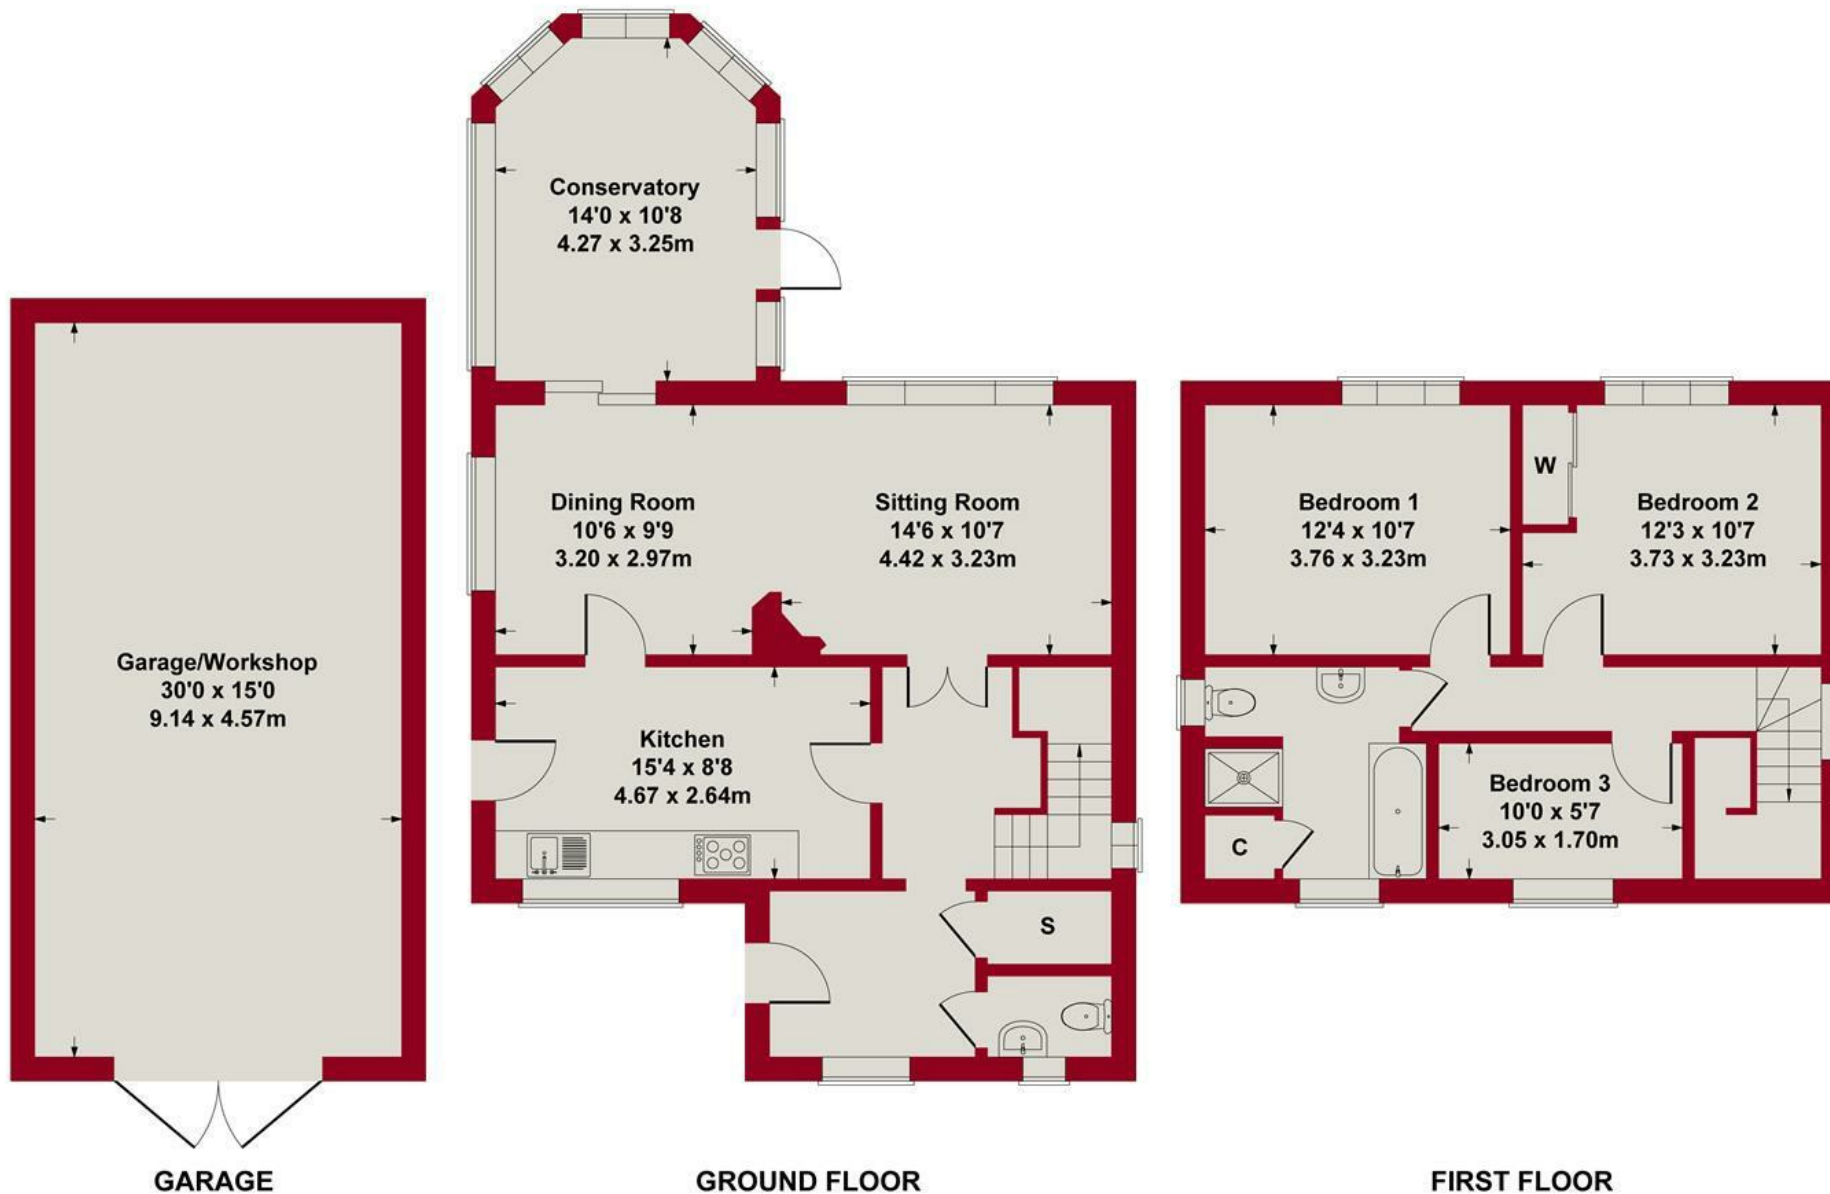 Conservatory
14'0 x 10'8
4.27 x 3.25m
Garage/Workshop
30'0 x 15'0
9.14 x 4.57m
Dining Room
10'6 x 9'9
3.20 x 2.97m
Sitting Room
14'6 x 10'7
4.42 x 3.23m
Kitchen
15'4 x 8'8
4.67 x 2.64m
S
Bedroom 1
12'4 x 10'7
3.76 x 3.23m
W
Bedroom 2
12'3 x 10'7
3.73 x 3.23m
Bedroom 3
10'0 x 5'7
3.05 x 1.70m
C
GARAGE
GROUND FLOOR
FIRST FLOOR